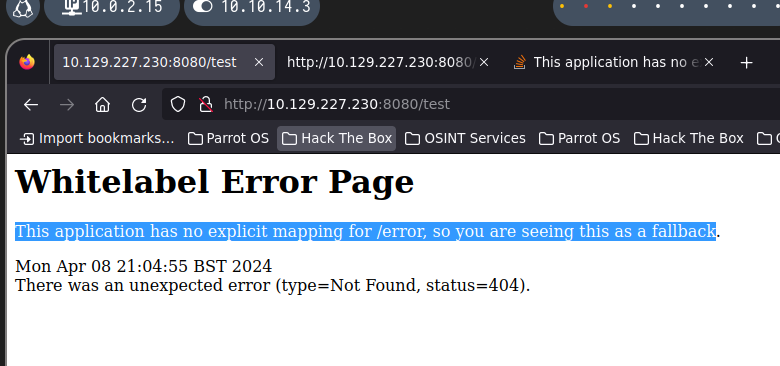 10.0.2.15
10.10.14.3
10.129.227.230:8080/test
http://10.129.227.230:8080/
This application has no e
http://10.129.227.230:8080/test
Import bookmarks...
Parrot OS
Hack The Box
OSINT Services
Parrot OS
Hack The Box
Whitelabel Error Page
This application has no explicit mapping for /error, so you are seeing this as a fallback.
Mon Apr 08 21:04:55 BST 2024
There was an unexpected error (type=Not Found, status=404).